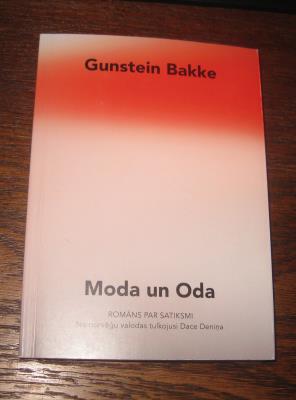 Gunstein Bakke
Moda un Oda
ROMĀNS PAR SATIKSMI
No norvēģu valodas tulkojusi Dace Deniņa